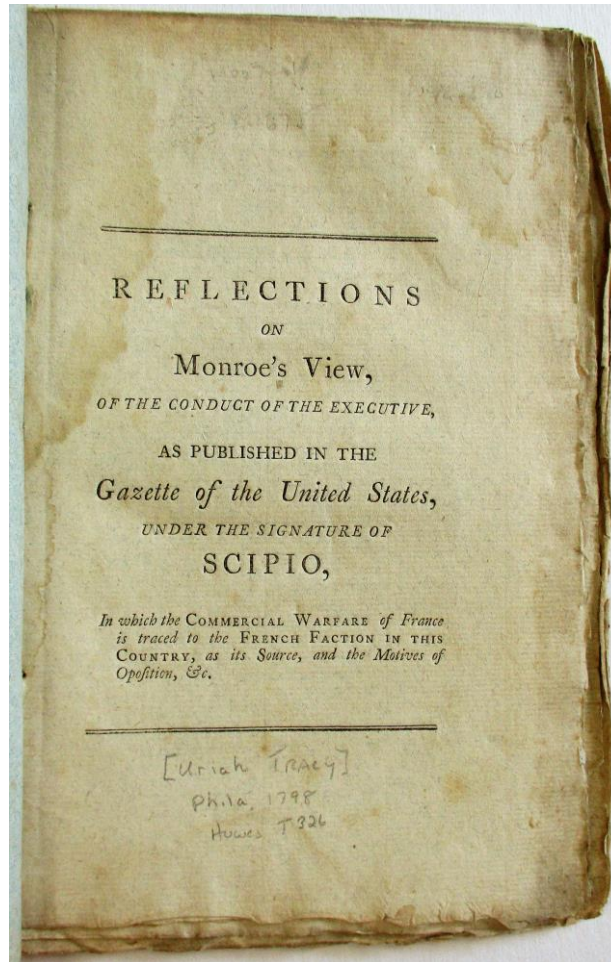 REFLECTIONS
ON
Monroe's View,
OF THE CONDUCT OF THE EXECUTIVE,
AS PUBLISHED IN THE
Gazette of the United States,
UNDER THE SIGNATURE OF
SCIPIO,
In which the COMMERCIAL WARFARE of France
is traced to the FRENCH FACTION IN THIS
COUNTRY, as its Source, and the Motives of
Opoſition, &c.
[Uriah TRACY]
Phila, 1798
Howes T 326